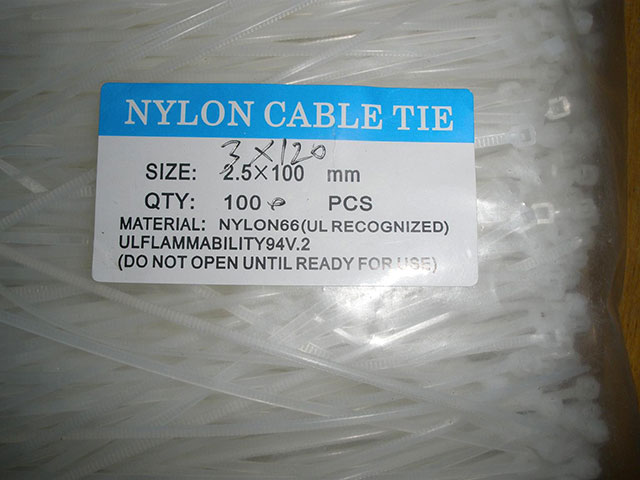 NYLON CABLE TIE
3 X 120
SIZE: 2.5×100 mm
QTY: 100 PCS
MATERIAL: NYLON66(UL RECOGNIZED)
ULFLAMMABILITY94V.2
(DO NOT OPEN UNTIL READY FOR USE)